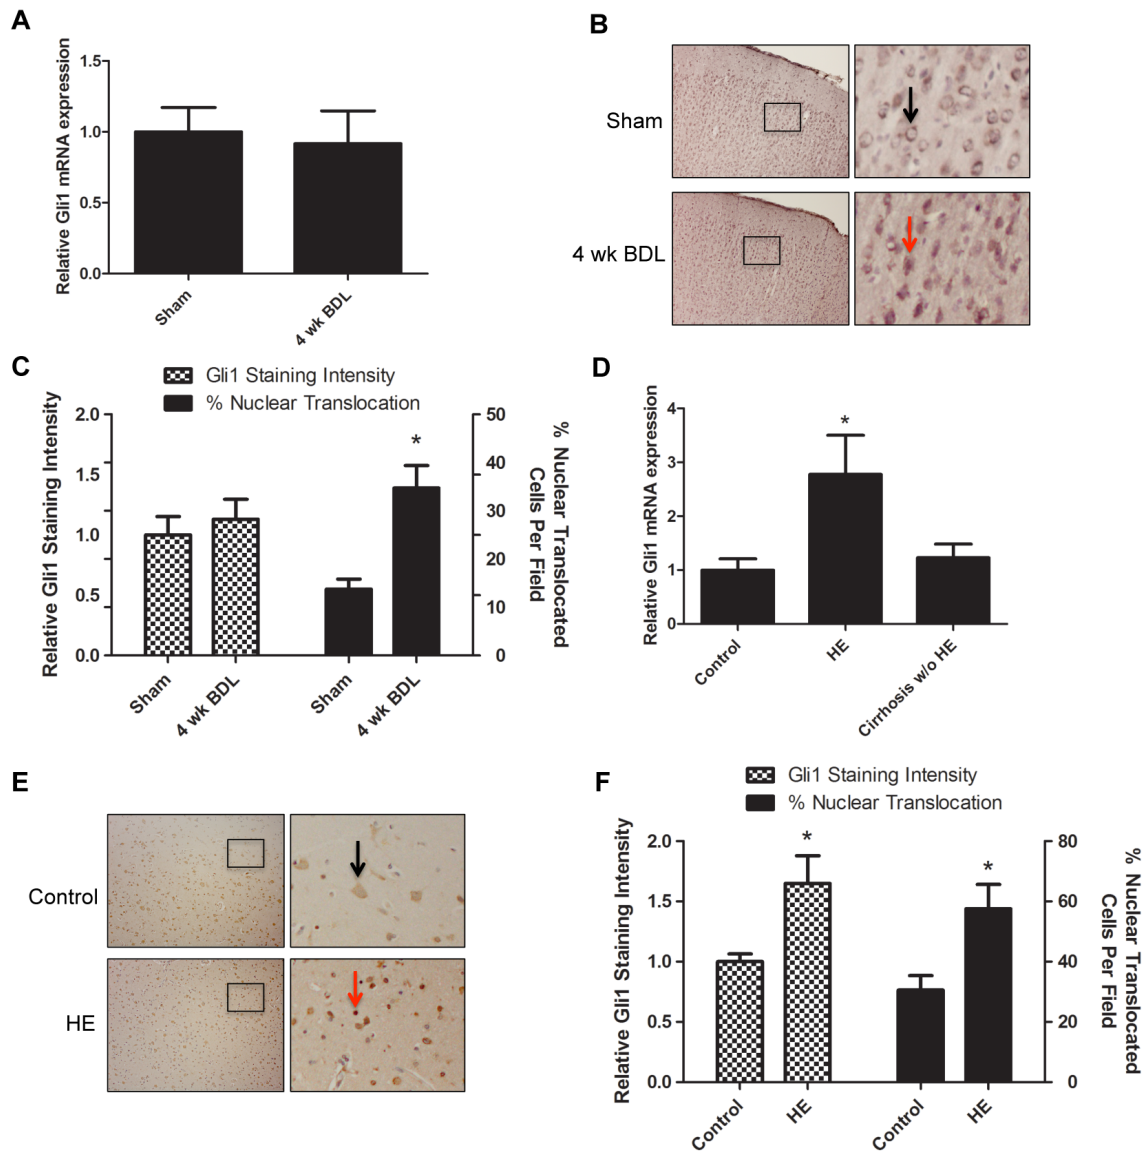 A
Relative Gli1 mRNA expression
1.5
1.0
0.5
0.0
Sham
4 wk BDL
B
Sham
4 wk BDL
C
Gli1 Staining Intensity
% Nuclear Translocation
Relative Gli1 Staining Intensity
2.0
1.5
1.0
0.5
0.0
50
40
30
20
10
0
*
% Nuclear Translocated
Cells Per Field
Sham
4 wk BDL
Sham
4 wk BDL
D
Relative Gli1 mRNA expression
4
3
2
1
0
*
Control
HE
Cirrhosis w/o HE
E
Control
HE
F
Gli1 Staining Intensity
% Nuclear Translocation
Relative Gli1 Staining Intensity
2.0
1.5
1.0
0.5
0.0
*
*
80
60
40
20
0
% Nuclear Translocated
Cells Per Field
Control
HE
Control
HE